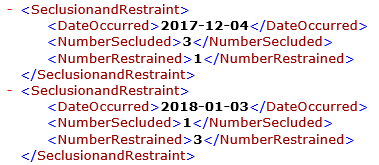 - <SeclusionandRestraint>
<DateOccurred>2017-12-04</DateOccurred>
<NumberSecluded>3</NumberSecluded>
<NumberRestrained>1</NumberRestrained>
</SeclusionandRestraint>
- <SeclusionandRestraint>
<DateOccurred>2018-01-03</DateOccurred>
<NumberSecluded>1</NumberSecluded>
<NumberRestrained>3</NumberRestrained>
</SeclusionandRestraint>